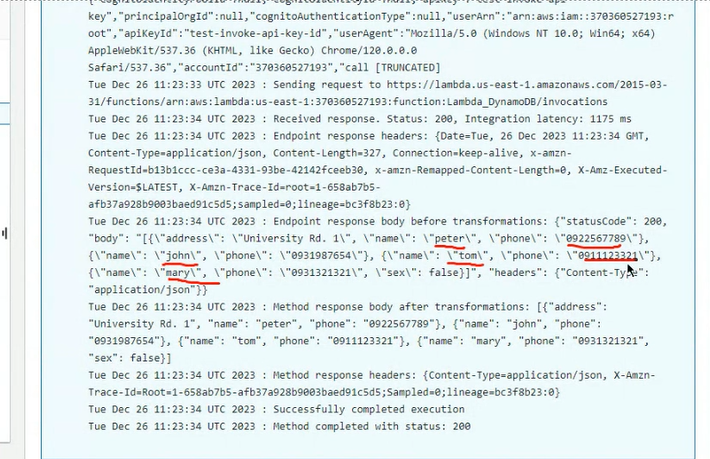 key","principalOrgId":null,"cognitoAuthenticationType":null,"userArn":"arn:aws:iam::370360527193:r
oot","apiKeyId":"test-invoke-api-key-id","userAgent":"Mozilla/5.0 (Windows NT 10.0; Win64; x64)
AppleWebKit/537.36 (KHTML, like Gecko) Chrome/120.0.0.0
Safari/537.36","accountId":"370360527193","call [TRUNCATED]
Tue Dec 26 11:23:33 UTC 2023 : Sending request to https://lambda.us-east-1.amazonaws.com/2015-03-
31/functions/arn:aws:lambda:us-east-1:370360527193:function:Lambda_DynamoDB/invocations
Tue Dec 26 11:23:34 UTC 2023 : Received response. Status: 200, Integration latency: 1175 ms
Tue Dec 26 11:23:34 UTC 2023 : Endpoint response headers: {Date=Tue, 26 Dec 2023 11:23:34 GMT,
Content-Type=application/json, Content-Length=327, Connection=keep-alive, x-amzn-
RequestId=b13b1ccc-ce3a-4331-93be-42142fceeb30, x-amzn-Remapped-Content-Length=0, X-Amz-Executed-
Version=$LATEST, X-Amzn-Trace-Id=root=1-658ab7b5-
afb37a928b9003baed91c5d5;sampled=0;lineage=bc3f8b23:0}
Tue Dec 26 11:23:34 UTC 2023 : Endpoint response body before transformations: {"statusCode": 200,
"body": "[{\"address\": \"University Rd. 1\", \"name\": \"peter\", \"phone\": \"0922567789\"},
{\"name\": \"john\", \"phone\": \"0931987654\"}, {\"name\": \"tom\", \"phone\": \"0911123321\"},
{\"name\": \"mary\", \"phone\": \"0931321321\", \"sex\": false}]", "headers": {"Content-Type":
"application/json"}}
Tue Dec 26 11:23:34 UTC 2023 : Method response body after transformations: [{"address":
"University Rd. 1", "name": "peter", "phone": "0922567789"}, {"name": "john", "phone":
"0931987654"}, {"name": "tom", "phone": "0911123321"}, {"name": "mary", "phone": "0931321321",
"sex": false}]
Tue Dec 26 11:23:34 UTC 2023 : Method response headers: {Content-Type=application/json, X-Amzn-
Trace-Id=Root=1-658ab7b5-afb37a928b9003baed91c5d5;Sampled=0;lineage=bc3f8b23:0}
Tue Dec 26 11:23:34 UTC 2023 : Successfully completed execution
Tue Dec 26 11:23:34 UTC 2023 : Method completed with status: 200